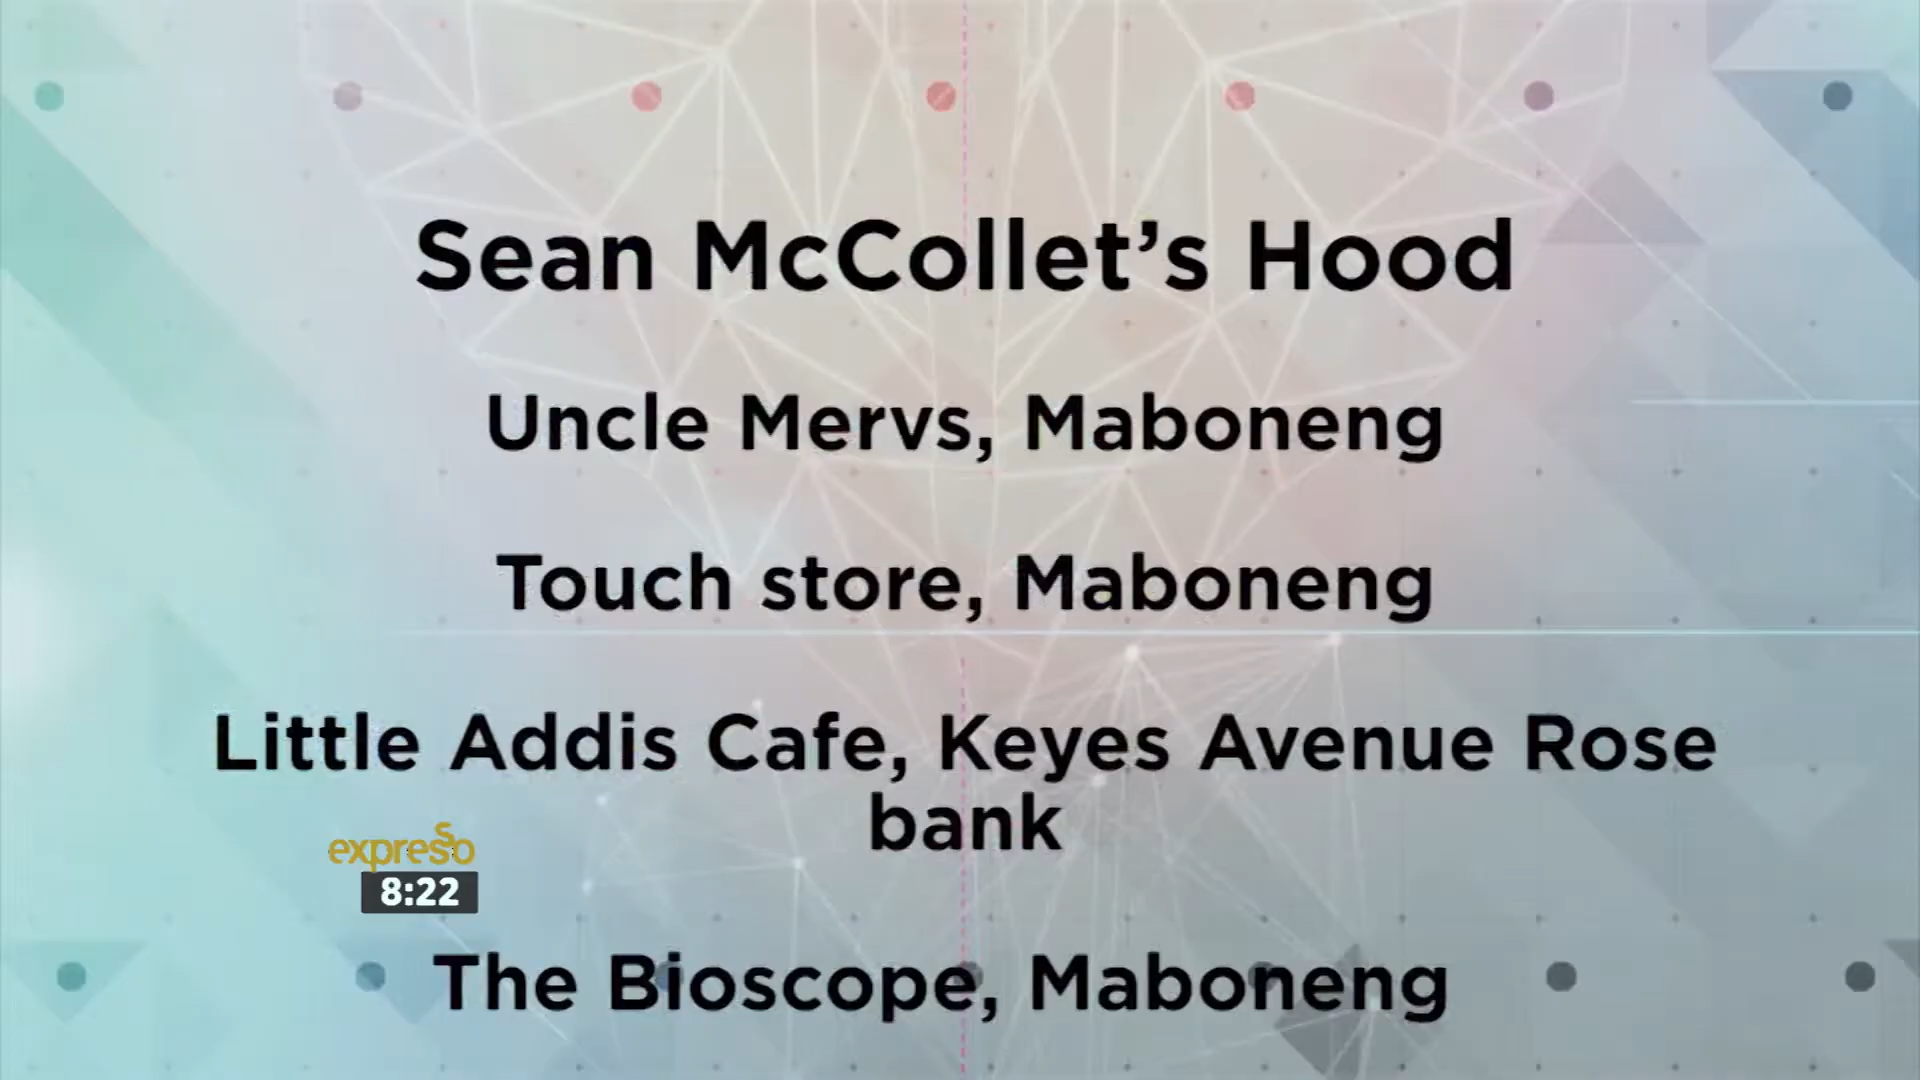 Sean McCollet’s Hood
Uncle Mervs, Maboneng
Touch store, Maboneng
Little Addis Cafe, Keyes Avenue Rose
bank
expresso
8:22
The Bioscope, Maboneng